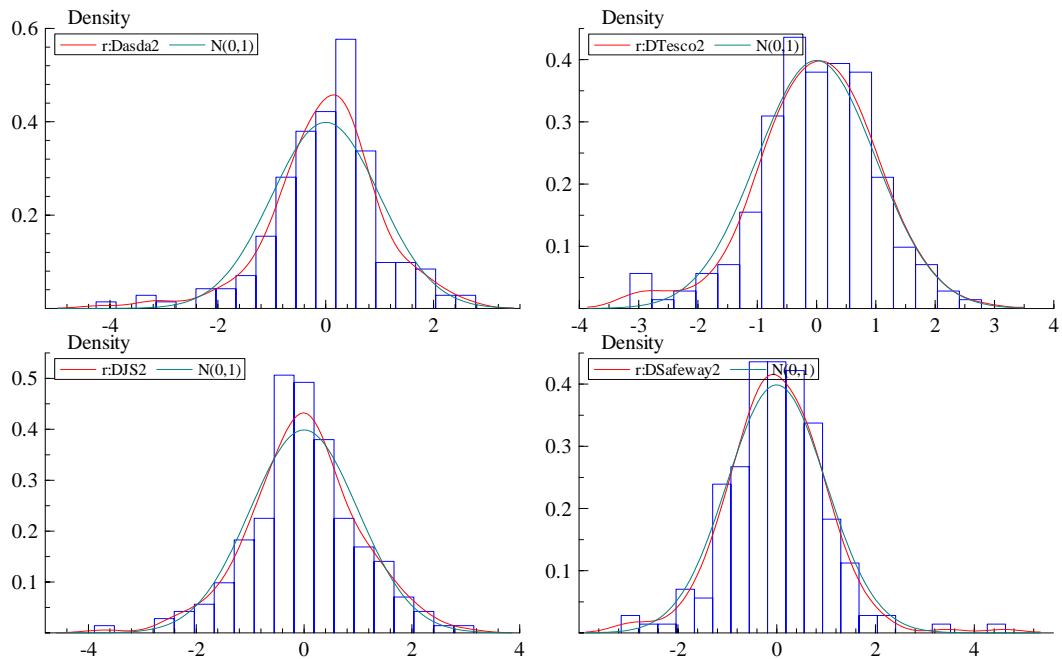 Density
r:Dasda2 N(0,1)
0.6
0.4
0.2
-4 -2 0 2
Density
r:DTesco2 N(0,1)
0.4
0.3
0.2
0.1
-4 -3 -2 -1 0 1 2 3 4
Density
r:DJS2 N(0,1)
0.5
0.4
0.3
0.2
0.1
-4 -2 0 2 4
Density
r:DSafeway2 N(0,1)
0.4
0.3
0.2
0.1
-2 0 2 4